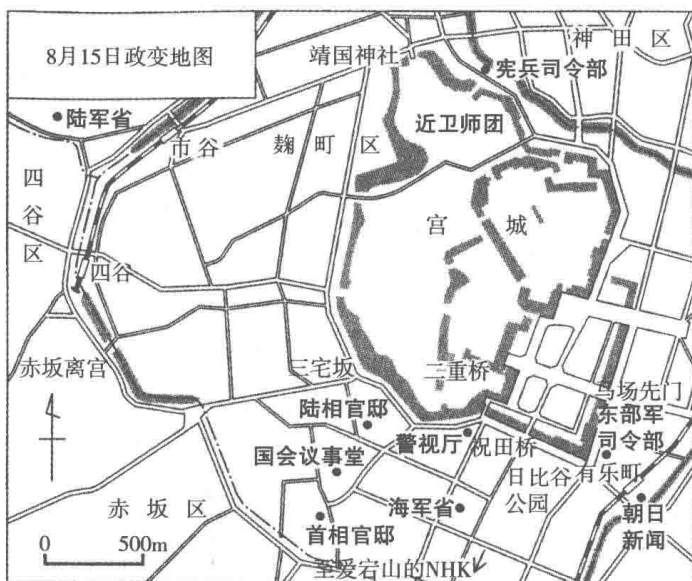 8月15日政变地图
靖国神社
神田区
宪兵司令部
陆军省
近卫师团
市谷
麹町区
四谷区
宫城
四谷
赤坂离宫
三宅坂
二重桥
马场先门
陆相官邸
东部军
司令部
警视厅
祝田桥
国会议事堂
日比谷
公园
有乐町
赤坂区
海军省
首相官邸
朝日
新闻
0 500m
至爱宕山的NHK